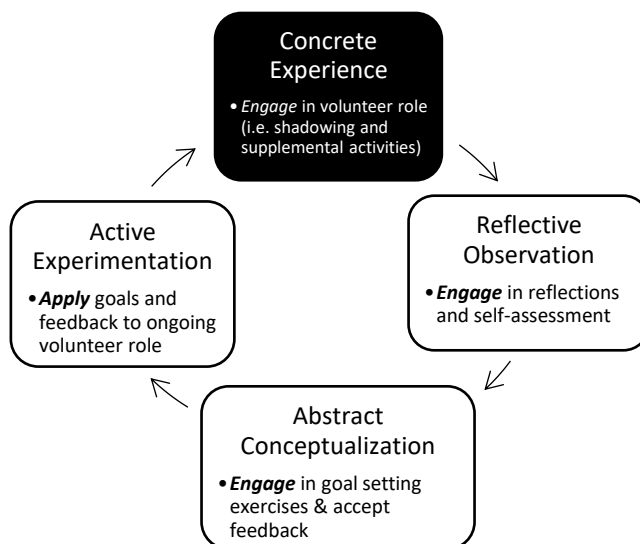 Concrete
Experience
•Engage in volunteer role
(i.e. shadowing and
supplemental activities)
Reflective
Observation
•Engage in reflections
and self-assessment
Abstract
Conceptualization
•Engage in goal setting
exercises & accept
feedback
Active
Experimentation
•Apply goals and
feedback to ongoing
volunteer role